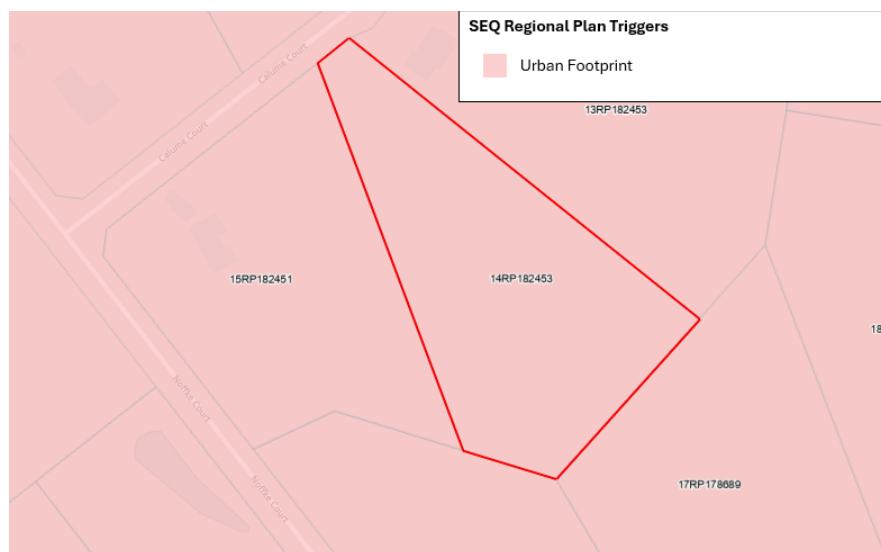 SEQ Regional Plan Triggers
Urban Footprint
Calume Court
13RP182453
Calume Court
15RP182451
14RP182453
18
Noffke Court
17RP178689
Noffke Court